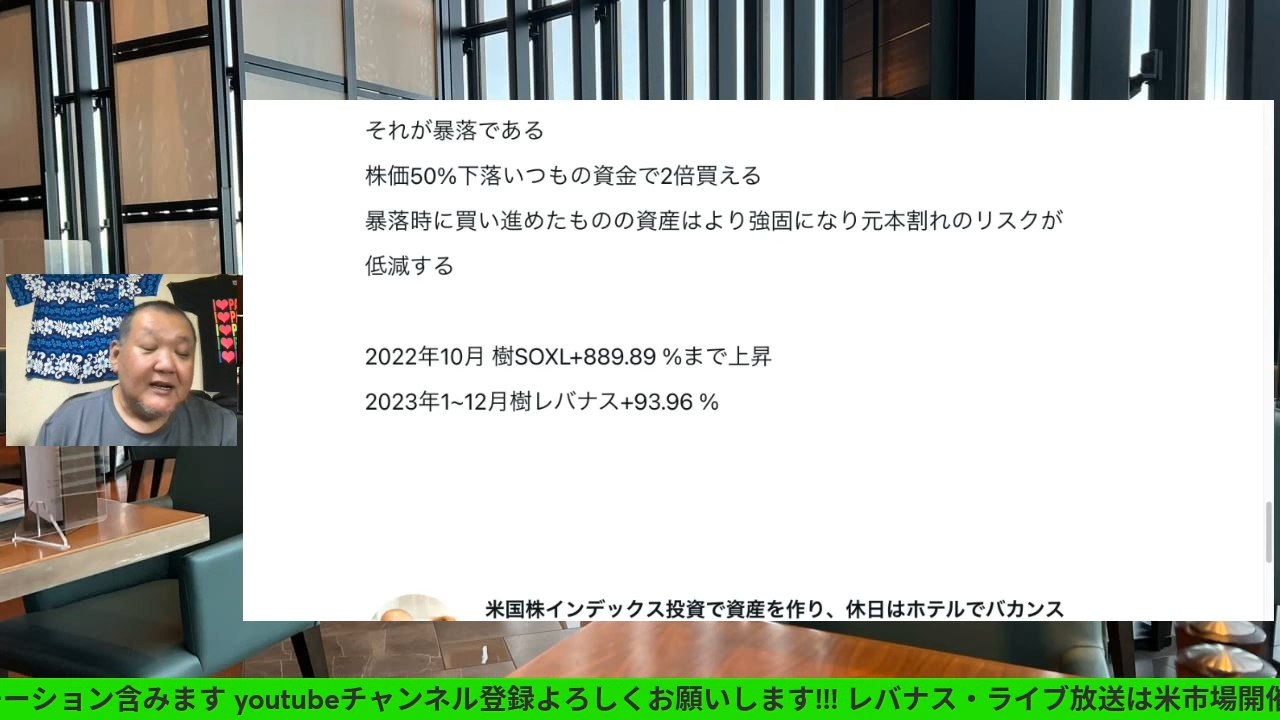 それが暴落である
株価50%下落いつもの資金で2倍買える
暴落時に買い進めたものの資産はより強固になり元本割れのリスクが
低減する
2022年10月 樹SOXL+889.89 %まで上昇
2023年1~12月樹レバナス+93.96 %
米国株インデックス投資で資産を作り、休日はホテルでバカンス
ーション含みます youtubeチャンネル登録よろしくお願いします!!! レバナス・ライブ放送は米市場開催